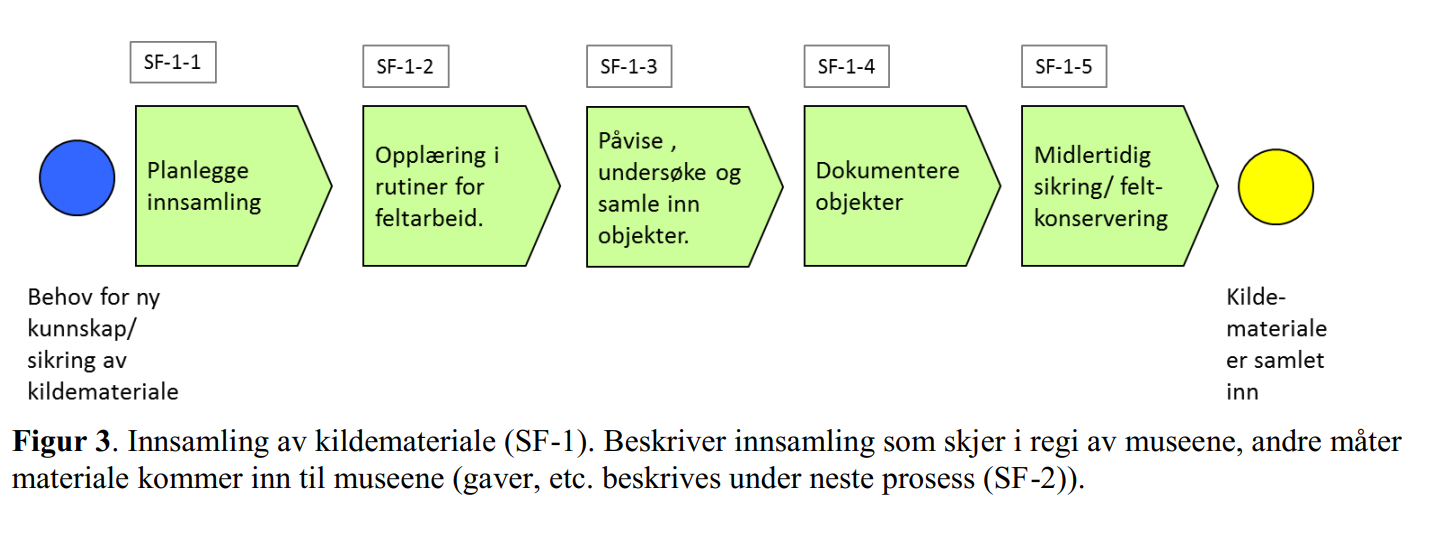 SF-1-1
SF-1-2
SF-1-3
SF-1-4
SF-1-5
Planlegge
innsamling
Opplæring i
rutiner for
feltarbeid.
Påvise ,
undersøke og
samle inn
objekter.
Dokumentere
objekter
Midlertidig
sikring/ felt-
konservering
Behov for ny
kunnskap/
sikring av
kildemateriale
Kilde-
materiale
er samlet
inn
Figur 3. Innsamling av kildemateriale (SF-1). Beskriver innsamling som skjer i regi av museene, andre måter
materiale kommer inn til museene (gaver, etc. beskrives under neste prosess (SF-2)).